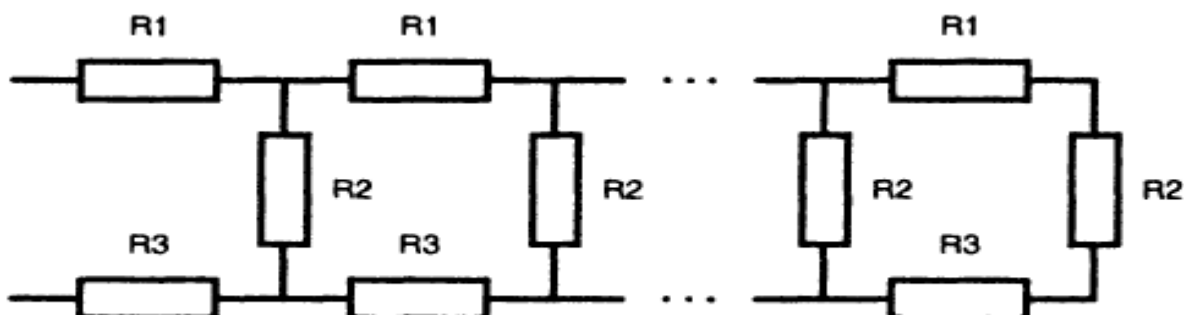 R1 R1 R1
. . .
R2 R2 R2 R2
R3 R3 R3
. . .